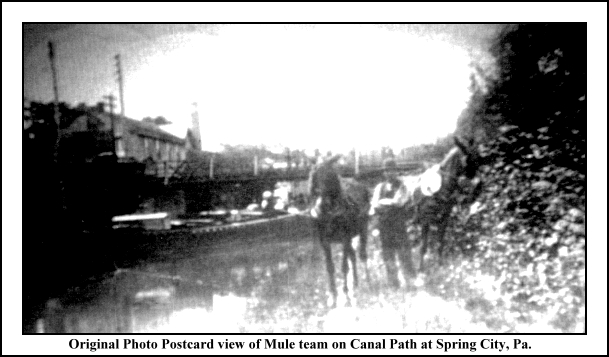 Original Photo Postcard view of Mule team on Canal Path at Spring City, Pa.